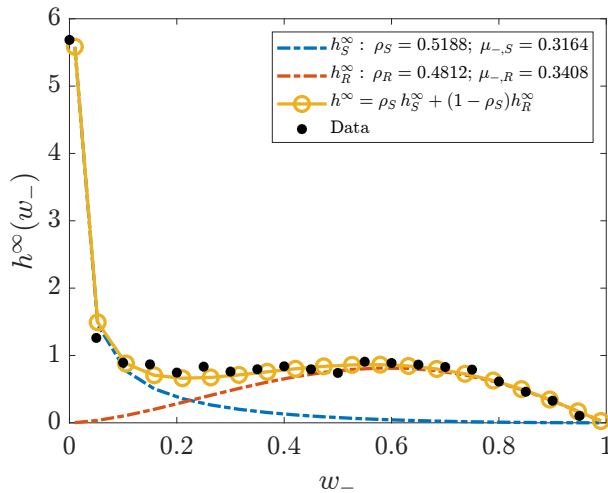 h_S^∞ : ρ_S = 0.5188; μ_{−,S} = 0.3164
h_R^∞ : ρ_R = 0.4812; μ_{−,R} = 0.3408
h^∞ = ρ_S h_S^∞ + (1 − ρ_S)h_R^∞
Data
h^∞(w_−)
6
5
4
3
2
1
0
0 0.2 0.4 0.6 0.8 1
w_−